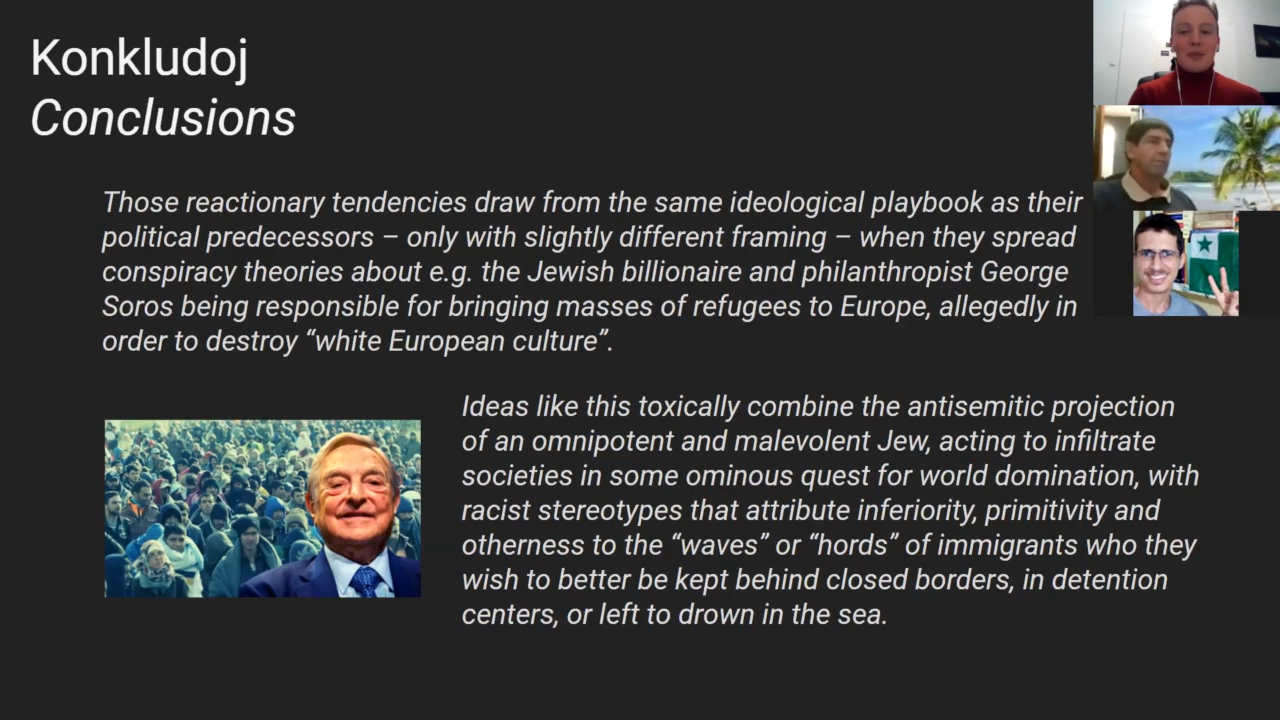 Konkludoj
Conclusions
Those reactionary tendencies draw from the same ideological playbook as their
political predecessors – only with slightly different framing – when they spread
conspiracy theories about e.g. the Jewish billionaire and philanthropist George
Soros being responsible for bringing masses of refugees to Europe, allegedly in
order to destroy “white European culture”.
Ideas like this toxically combine the antisemitic projection
of an omnipotent and malevolent Jew, acting to infiltrate
societies in some ominous quest for world domination, with
racist stereotypes that attribute inferiority, primitivity and
otherness to the “waves” or “hords” of immigrants who they
wish to better be kept behind closed borders, in detention
centers, or left to drown in the sea.